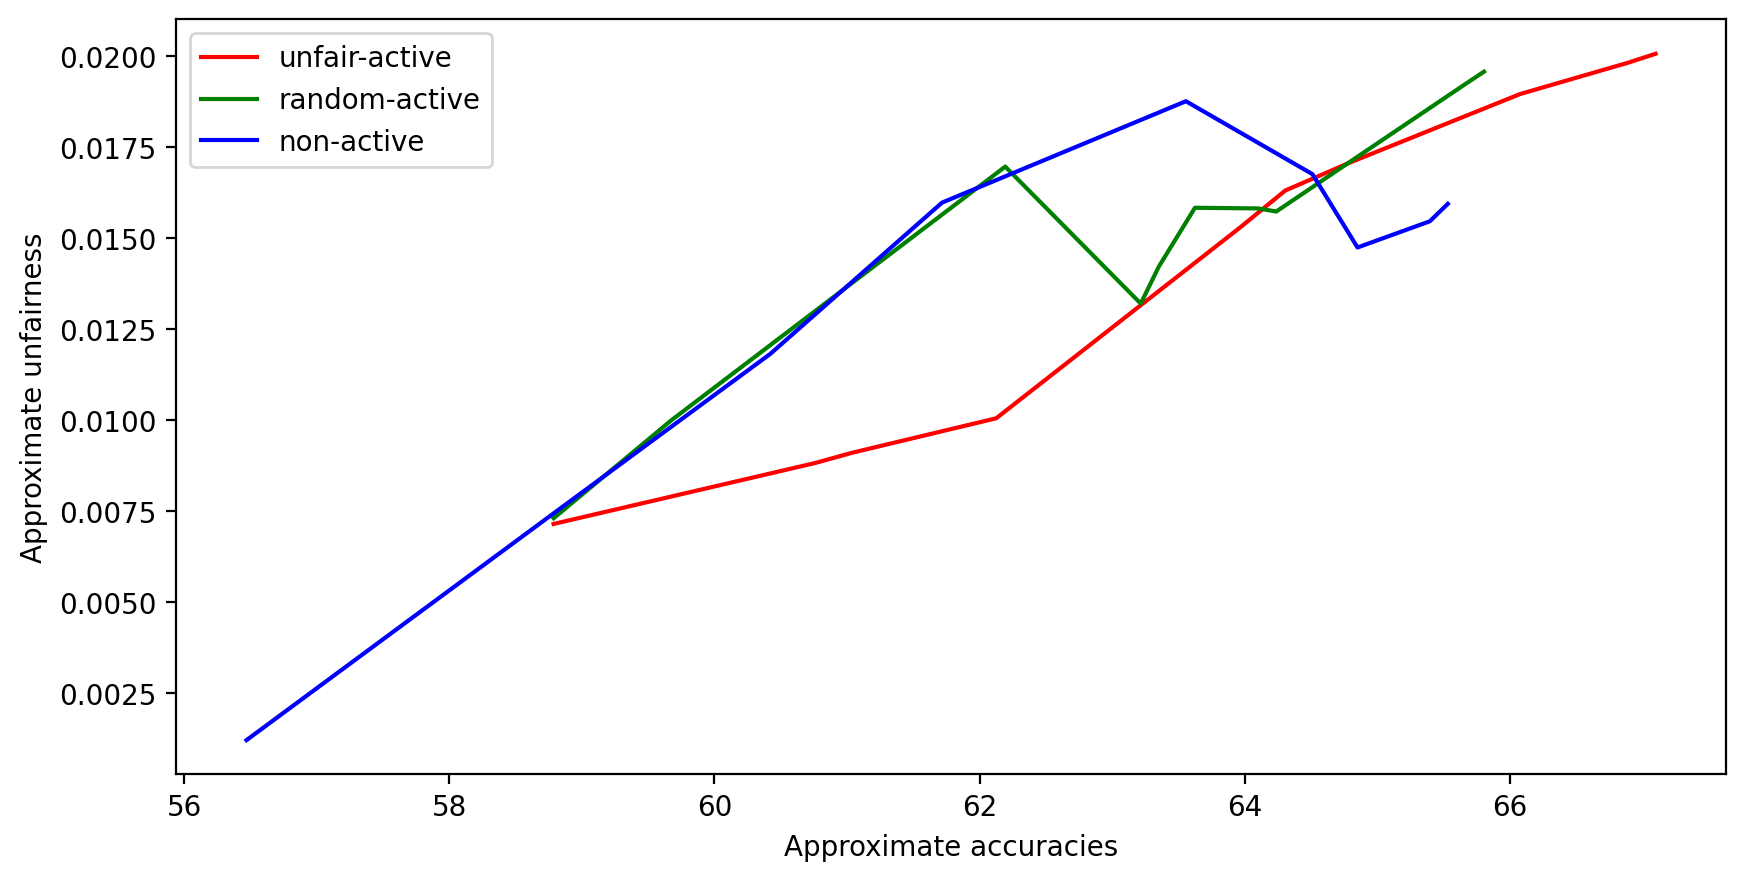 unfair-active
random-active
non-active
Approximate unfairness
0.0200
0.0175
0.0150
0.0125
0.0100
0.0075
0.0050
0.0025
56 58 60 62 64 66
Approximate accuracies